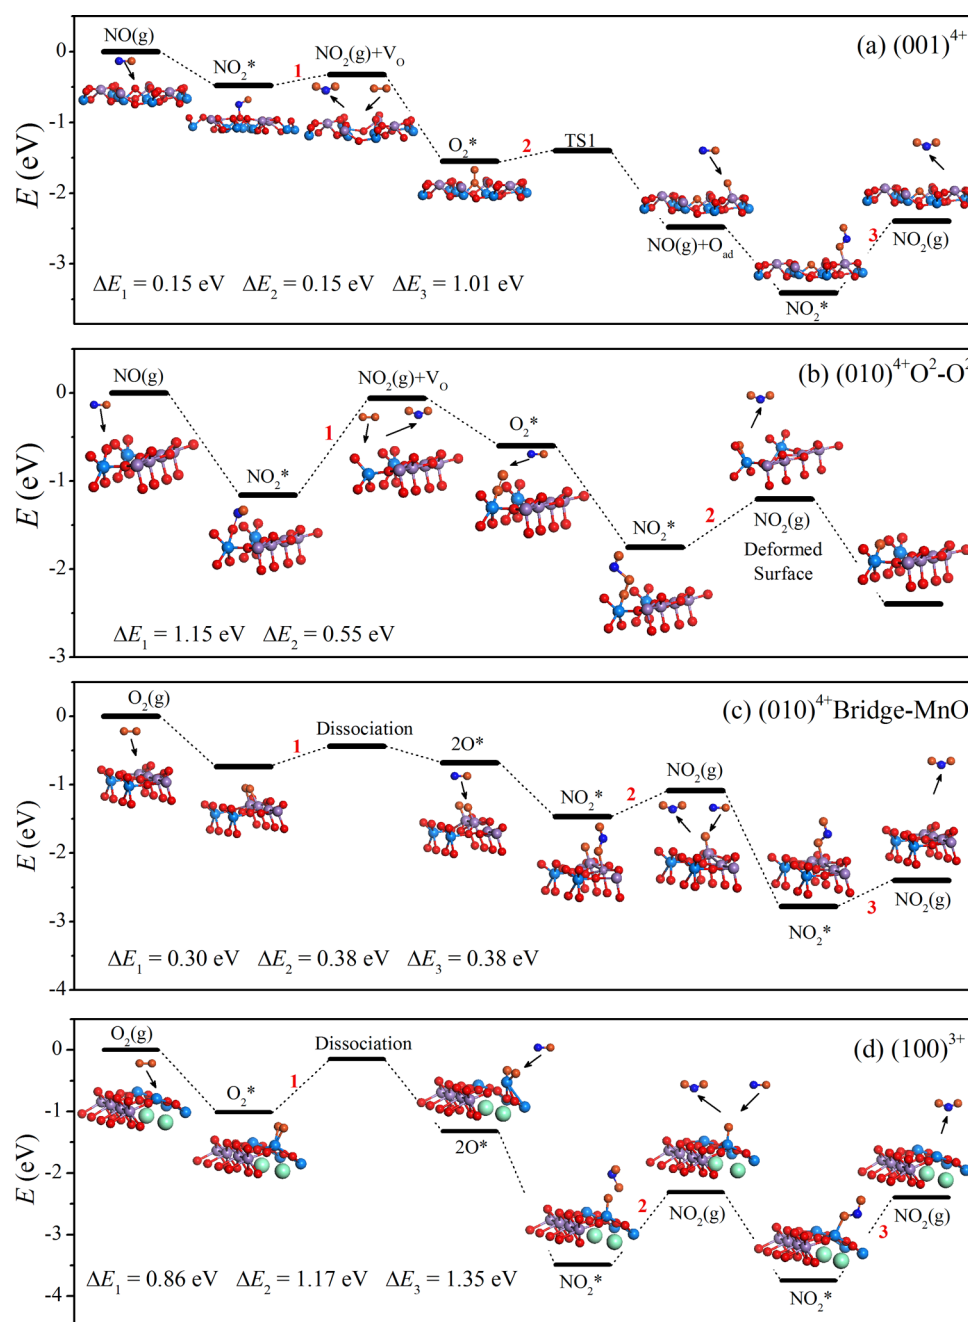 (a) (001)⁴⁺
E (eV)
0
-1
-2
-3
NO(g)
NO₂*
1
NO₂(g)+V_O
O₂*
2
TS1
NO(g)+O_ad
NO₂*
3
NO₂(g)
ΔE₁ = 0.15 eV ΔE₂ = 0.15 eV ΔE₃ = 1.01 eV
(b) (010)⁴⁺O²-O²
E (eV)
0
-1
-2
-3
NO(g)
NO₂*
1
NO₂(g)+V_O
O₂*
NO₂*
2
NO₂(g)
Deformed
Surface
ΔE₁ = 1.15 eV ΔE₂ = 0.55 eV
(c) (010)⁴⁺Bridge-MnO
E (eV)
0
-1
-2
-3
-4
O₂(g)
1
Dissociation
2O*
NO₂*
2
NO₂(g)
NO₂*
3
NO₂(g)
ΔE₁ = 0.30 eV ΔE₂ = 0.38 eV ΔE₃ = 0.38 eV
(d) (100)³⁺
E (eV)
0
-1
-2
-3
-4
O₂(g)
O₂*
1
Dissociation
2O*
NO₂*
2
NO₂(g)
NO₂*
3
NO₂(g)
ΔE₁ = 0.86 eV ΔE₂ = 1.17 eV ΔE₃ = 1.35 eV